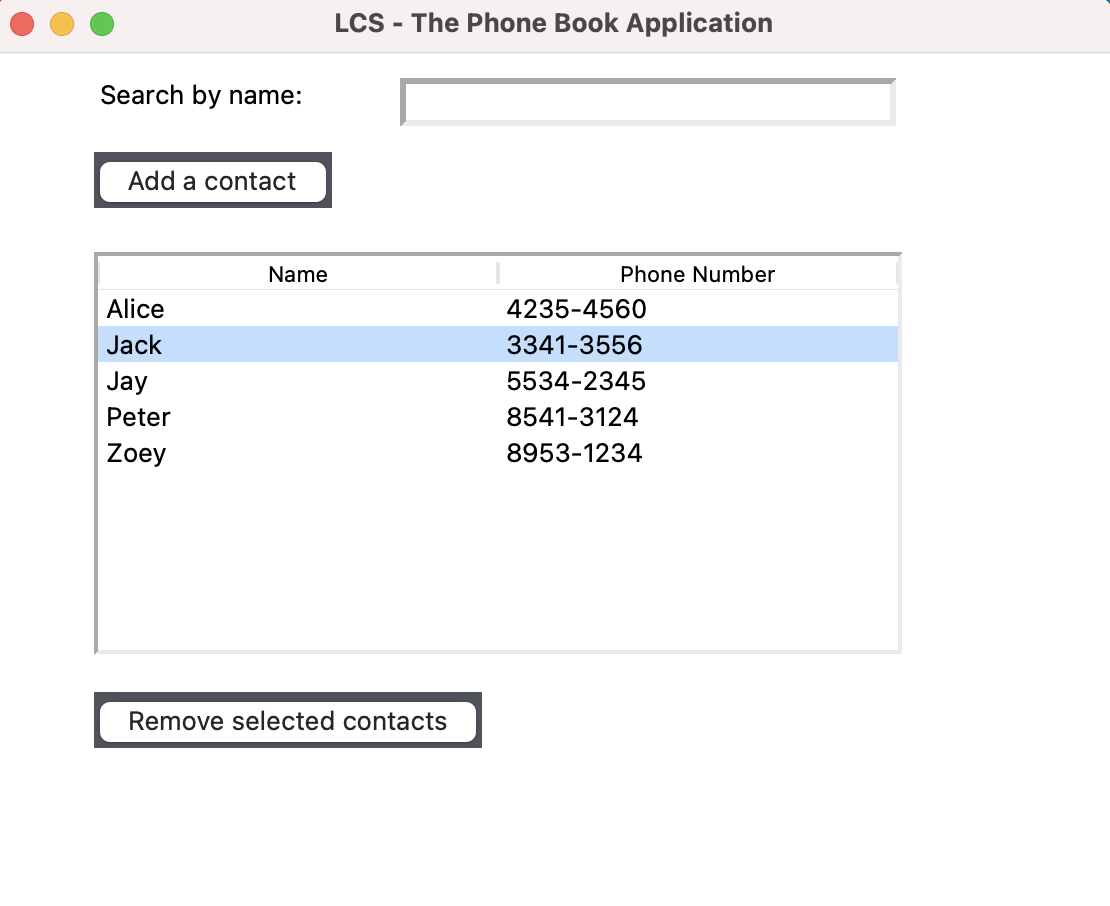 LCS - The Phone Book Application
Search by name:
Add a contact
Name Phone Number
Alice 4235-4560
Jack 3341-3556
Jay 5534-2345
Peter 8541-3124
Zoey 8953-1234
Remove selected contacts